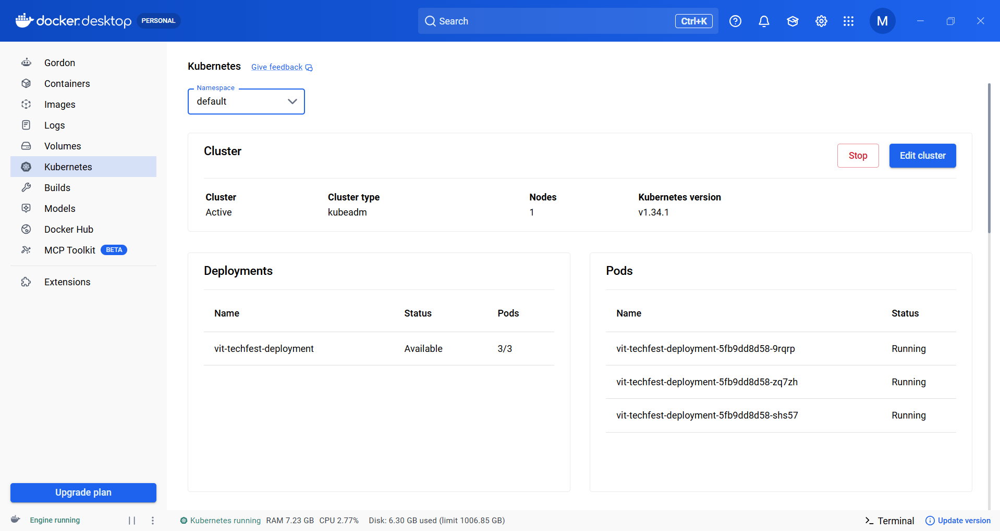 docker.desktop PERSONAL
Search Ctrl+K
M
Gordon
Containers
Images
Logs
Volumes
Kubernetes
Builds
Models
Docker Hub
MCP Toolkit BETA
Extensions
Upgrade plan
Kubernetes Give feedback
Namespace
default
Cluster
Stop Edit cluster
Cluster Cluster type Nodes Kubernetes version
Active kubeadm 1 v1.34.1
Deployments
Name Status Pods
vit-techfest-deployment Available 3/3
Pods
Name Status
vit-techfest-deployment-5fb9dd8d58-9rqrp Running
vit-techfest-deployment-5fb9dd8d58-zq7zh Running
vit-techfest-deployment-5fb9dd8d58-shs57 Running
Engine running Kubernetes running RAM 7.23 GB CPU 2.77% Disk: 6.30 GB used (limit 1006.85 GB) Terminal Update version